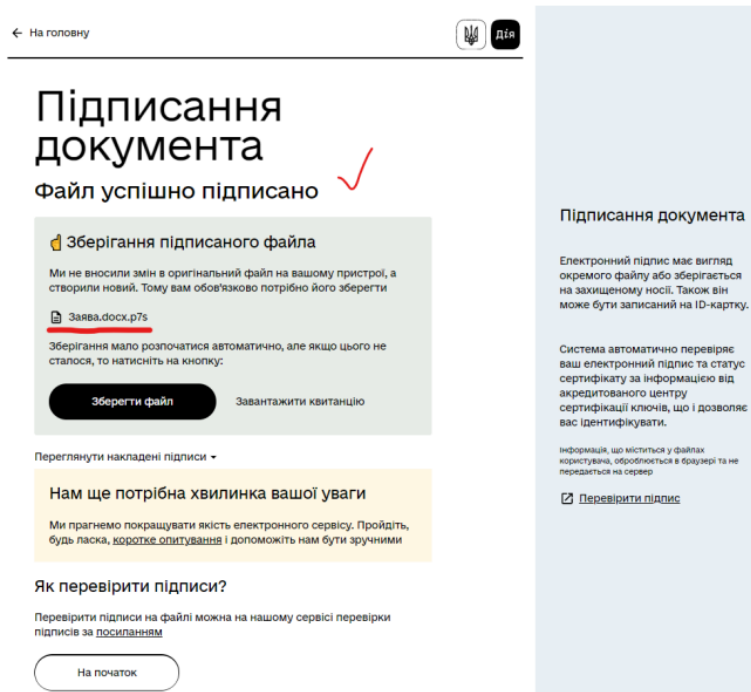 ← На головну
Дія
Підписання
документа
Файл успішно підписано
☝ Зберігання підписаного файла
Ми не вносили змін в оригінальний файл на вашому пристрої, а
створили новий. Тому вам обов'язково потрібно його зберегти
Заява.docx.p7s
Зберігання мало розпочатися автоматично, але якщо цього не
сталося, то натисніть на кнопку:
Зберегти файл
Завантажити квитанцію
Переглянути накладені підписи
Нам ще потрібна хвилинка вашої уваги
Ми прагнемо покращувати якість електронного сервісу. Пройдіть,
будь ласка, коротке опитування і допоможіть нам бути зручними
Як перевірити підписи?
Перевірити підписи на файлі можна на нашому сервісі перевірки
підписів за посиланням
На початок
Підписання документа
Електронний підпис має вигляд
окремого файлу або зберігається
на захищеному носії. Також він
може бути записаний на ID-картку.
Система автоматично перевіряє
ваш електронний підпис та статус
сертифікату за інформацією від
акредитованого центру
сертифікації ключів, що і дозволяє
вас ідентифікувати.
Інформація, що міститься у файлах
користувача, оброблюється в браузері та не
передається на сервер
Перевірити підпис